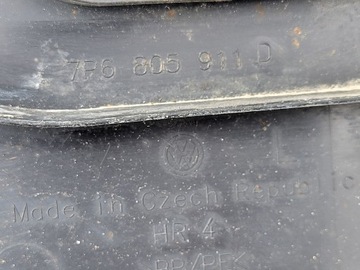 7P6 805 911 D
Made in Czech Republic
HR 4